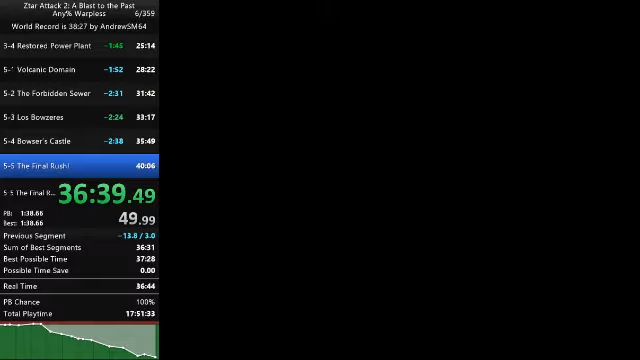 Ztar Attack 2: A Blast to the Past
Any% Warpless 6/359
World Record is 38:27 by AndrewSM64
3-4 Restored Power Plant -1:45 25:14
5-1 Volcanic Domain -1:52 28:22
5-2 The Forbidden Sewer -2:31 31:42
5-3 Los Bowzeres -2:24 33:17
5-4 Bowser's Castle -2:38 35:49
5-5 The Final Rush! 40:06
5-5 The Final R... 36:39.49
PB: 1:38.66
Best: 1:38.66 49.99
Previous Segment -13.8 / 3.0
Sum of Best Segments 36:31
Best Possible Time 37:28
Possible Time Save 0.00
Real Time 36:44
PB Chance 100%
Total Playtime 17:51:33